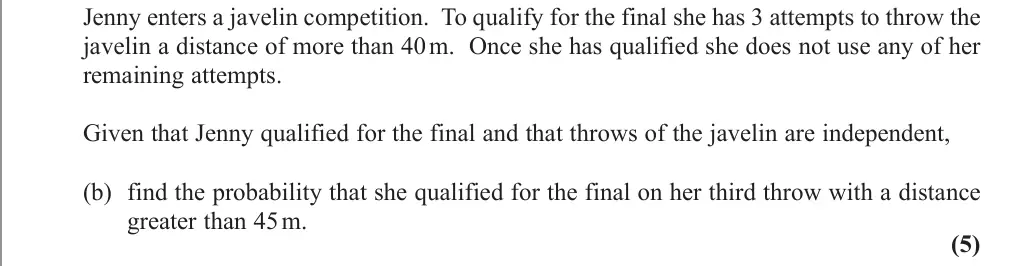 Jenny enters a javelin competition. To qualify for the final she has 3 attempts to throw the
javelin a distance of more than 40 m. Once she has qualified she does not use any of her
remaining attempts.
Given that Jenny qualified for the final and that throws of the javelin are independent,
(b) find the probability that she qualified for the final on her third throw with a distance
greater than 45 m.
(5)